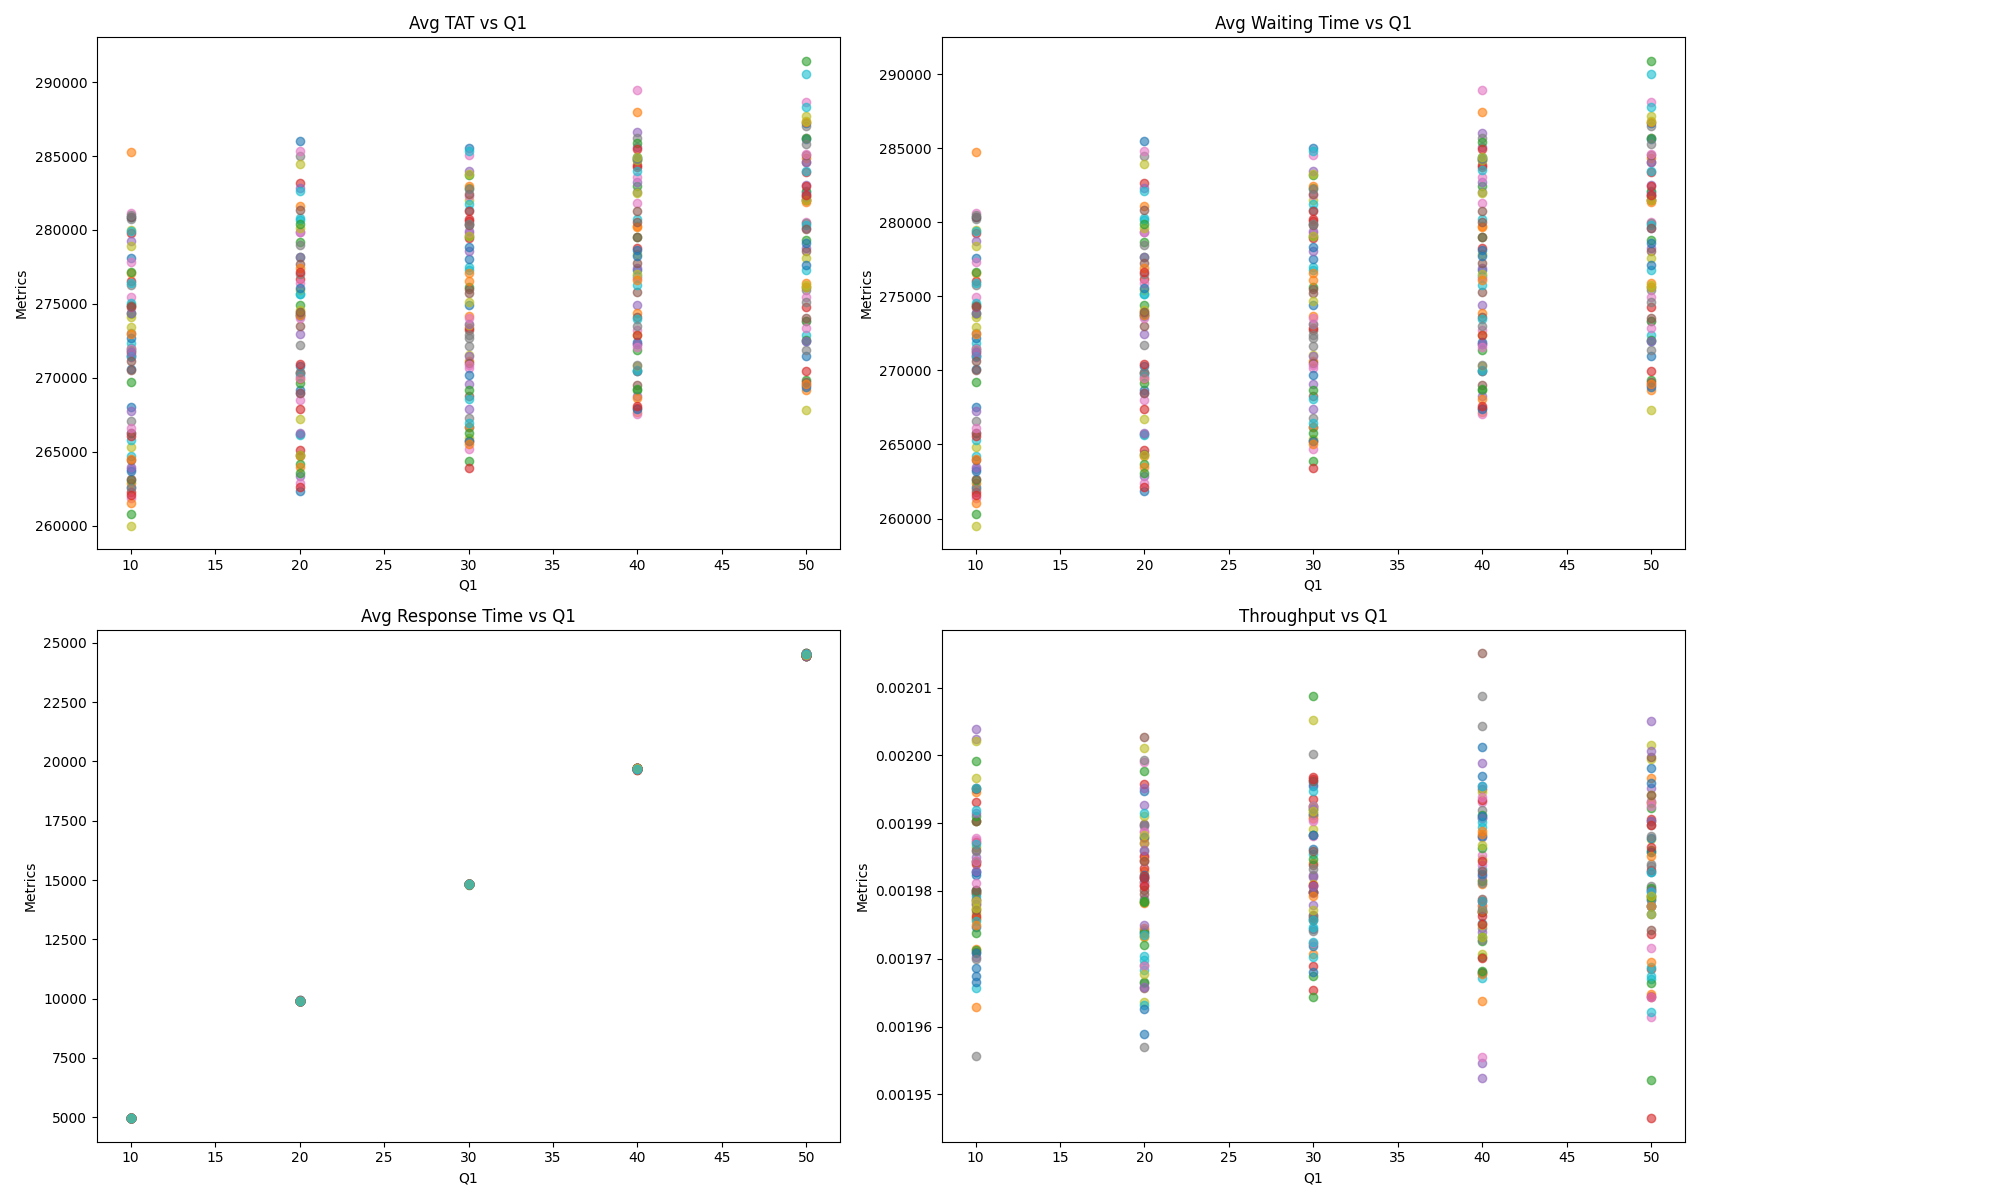 Avg TAT vs Q1
Metrics
290000
285000
280000
275000
270000
265000
260000
10 15 20 25 30 35 40 45 50
Q1
Avg Waiting Time vs Q1
Metrics
290000
285000
280000
275000
270000
265000
260000
10 15 20 25 30 35 40 45 50
Q1
Avg Response Time vs Q1
Metrics
25000
22500
20000
17500
15000
12500
10000
7500
5000
10 15 20 25 30 35 40 45 50
Q1
Throughput vs Q1
Metrics
0.00201
0.00200
0.00199
0.00198
0.00197
0.00196
0.00195
10 15 20 25 30 35 40 45 50
Q1